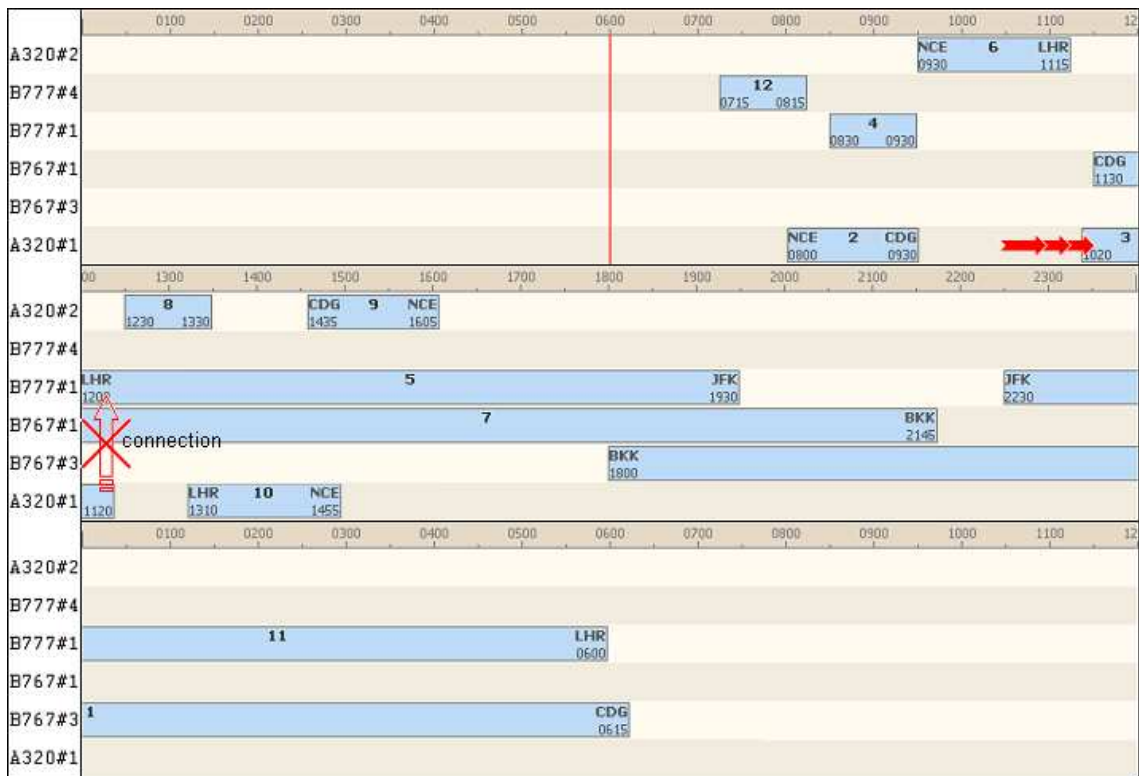 0100 0200 0300 0400 0500 0600 0700 0800 0900 1000 1100 12
A320#2 NCE 6 LHR
0930 1115
B777#4 12
0715 0815
B777#1 4
0830 0930
B767#1 CDG
1130
B767#3
A320#1 NCE 2 CDG 3
0800 0930 1020
00 1300 1400 1500 1600 1700 1800 1900 2000 2100 2200 2300
A320#2 8 CDG 9 NCE
1230 1330 1435 1605
B777#4
B777#1 LHR 5 JFK JFK
1200 1930 2230
B767#1 7 BKK
connection 2145
B767#3 BKK
1800
A320#1 LHR 10 NCE
1120 1310 1455
0100 0200 0300 0400 0500 0600 0700 0800 0900 1000 1100 12
A320#2
B777#4
B777#1 11 LHR
0600
B767#1
B767#3 1 CDG
0615
A320#1